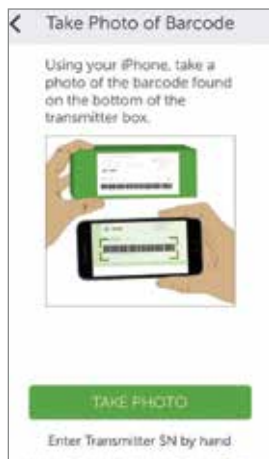 Take Photo of Barcode
Using your iPhone, take a
photo of the barcode found
on the bottom of the
transmitter box.
TAKE PHOTO
Enter Transmitter SN by hand